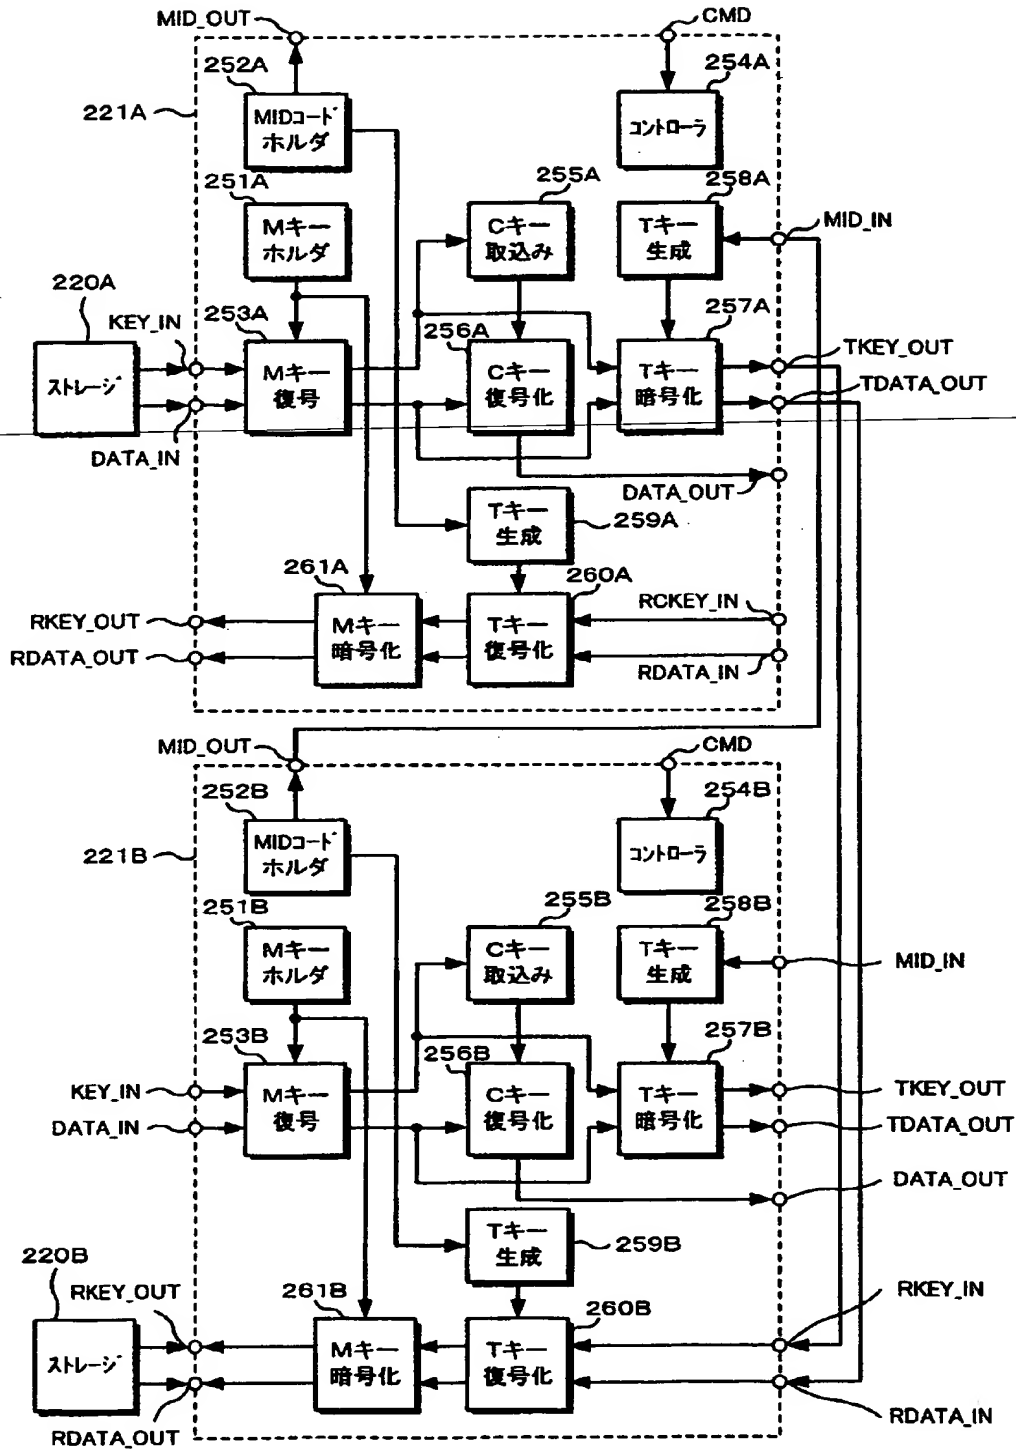 MID_OUT
CMD
252A
254A
221A
MIDコード
ホルダ
コントローラ
251A
255A
258A
Mキー
ホルダ
Cキー
取込み
Tキー
生成
MID_IN
220A
KEY_IN
253A
256A
257A
ストレージ
Mキー
復号
Cキー
復号化
Tキー
暗号化
TKEY_OUT
TDATA_OUT
DATA_IN
DATA_OUT
Tキー
生成
259A
261A
260A
RKEY_OUT
RDATA_OUT
Mキー
暗号化
Tキー
復号化
RCKEY_IN
RDATA_IN
MID_OUT
CMD
252B
254B
221B
MIDコード
ホルダ
コントローラ
251B
255B
258B
Mキー
ホルダ
Cキー
取込み
Tキー
生成
MID_IN
253B
256B
257B
KEY_IN
DATA_IN
Mキー
復号
Cキー
復号化
Tキー
暗号化
TKEY_OUT
TDATA_OUT
DATA_OUT
Tキー
生成
259B
220B
RKEY_OUT
261B
260B
RKEY_IN
ストレージ
Mキー
暗号化
Tキー
復号化
RDATA_OUT
RDATA_IN